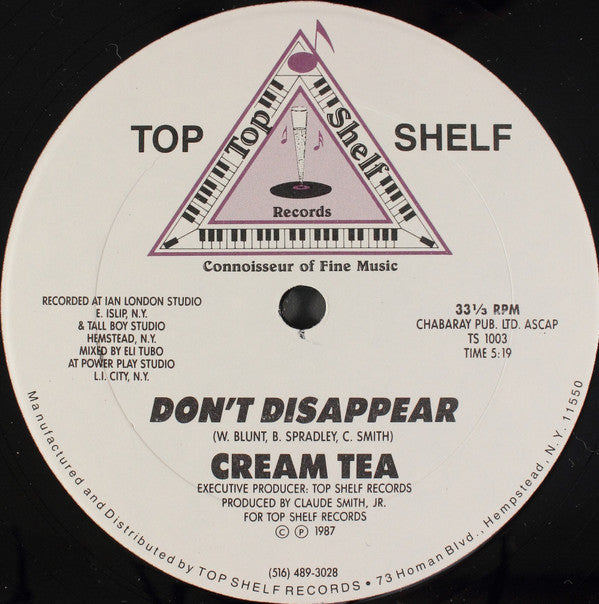 TOP
SHELF
Top
Shelf
Records
Connoisseur of Fine Music
RECORDED AT IAN LONDON STUDIO
E. ISLIP, N.Y.
& TALL BOY STUDIO
HEMSTEAD, N.Y.
MIXED BY ELI TUBO
AT POWER PLAY STUDIO
L.I. CITY, N.Y.
33⅓ RPM
CHABARAY PUB. LTD. ASCAP
TS 1003
TIME 5:19
DON'T DISAPPEAR
(W. BLUNT, B. SPRADLEY, C. SMITH)
CREAM TEA
EXECUTIVE PRODUCER: TOP SHELF RECORDS
PRODUCED BY CLAUDE SMITH, JR.
FOR TOP SHELF RECORDS
© ℗ 1987
(516) 489-3028
Manufactured and Distributed by TOP SHELF RECORDS • 73 Homan Blvd., Hempstead, N.Y. 11550